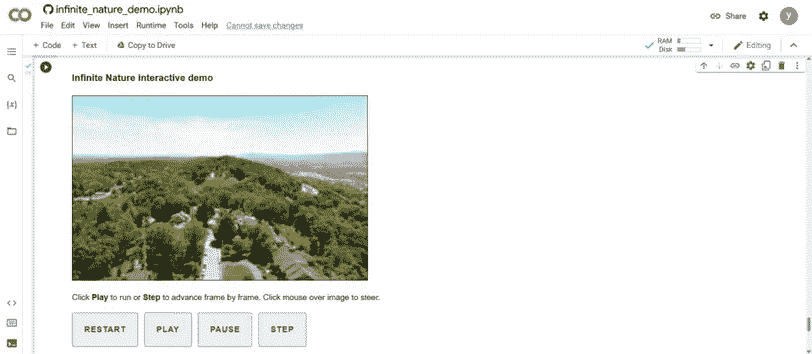 infinite_nature_demo.ipynb
Share
y
File Edit View Insert Runtime Tools Help Cannot save changes
+ Code + Text Copy to Drive
RAM
Disk
Editing
Infinite Nature interactive demo
Click Play to run or Step to advance frame by frame. Click mouse over image to steer.
RESTART PLAY PAUSE STEP